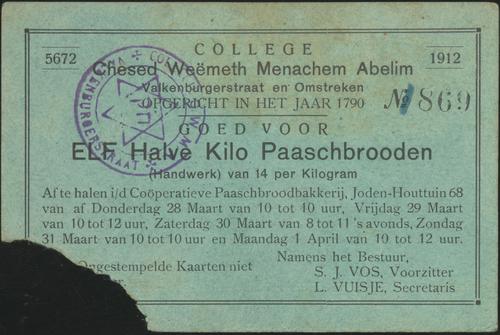 COLLEGE
5672
1912
Chesed Weëmeth Menachem Abelim
Valkenburgerstraat en Omstreken
OPGERICHT IN HET JAAR 1790
№ 869
GOED VOOR
ELF Halve Kilo Paaschbrooden
(Handwerk) van 14 per Kilogram
Af te halen i/d Coöperatieve Paaschbroodbakkerij, Joden-Houttuin 68
van af Donderdag 28 Maart van 10 tot 10 uur, Vrijdag 29 Maart
van 10 tot 12 uur, Zaterdag 30 Maart van 8 tot 11's avonds, Zondag
31 Maart van 10 tot 10 uur en Maandag 1 April van 10 tot 12 uur.
Ongestempelde Kaarten niet
Namens het Bestuur,
S. J. VOS, Voorzitter
L. VUISJE, Secretaris